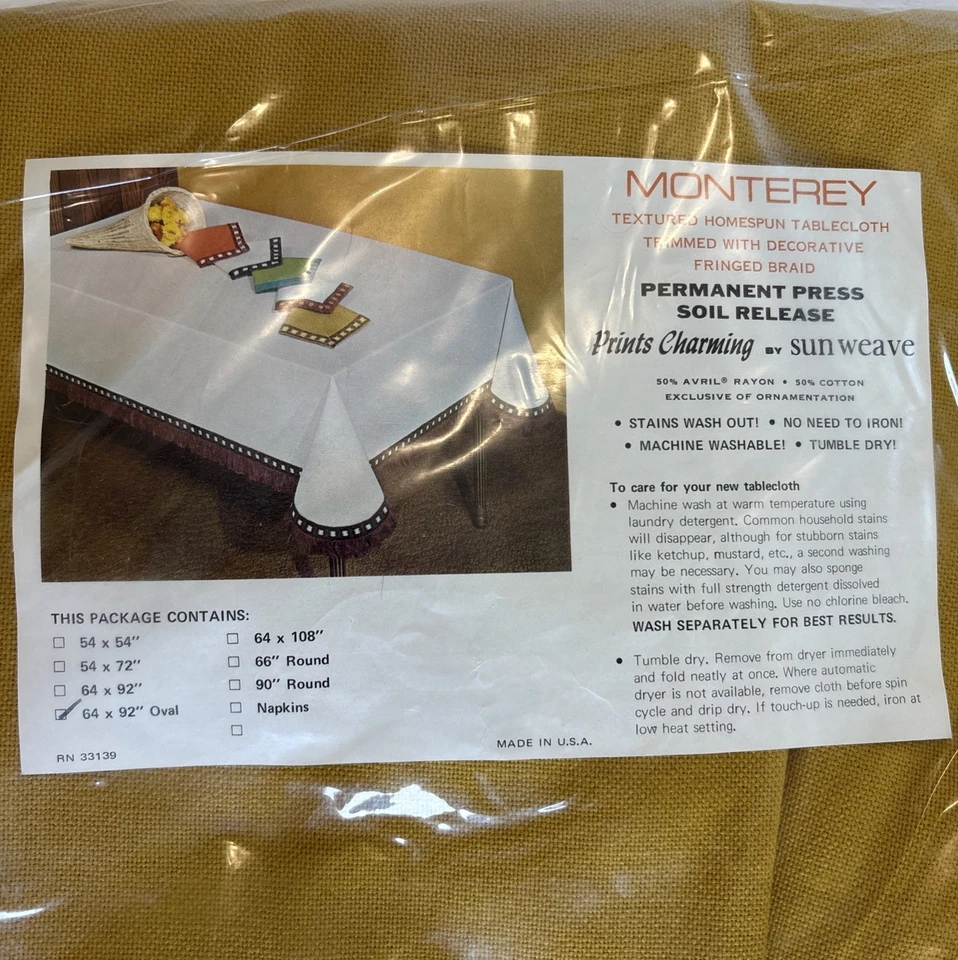 MONTEREY
TEXTURED HOMESPUN TABLECLOTH
TRIMMED WITH DECORATIVE
FRINGED BRAID
PERMANENT PRESS
SOIL RELEASE
Prints Charming BY sunweave
50% AVRIL® RAYON • 50% COTTON
EXCLUSIVE OF ORNAMENTATION
• STAINS WASH OUT! • NO NEED TO IRON!
• MACHINE WASHABLE! • TUMBLE DRY!
To care for your new tablecloth
• Machine wash at warm temperature using
laundry detergent. Common household stains
will disappear, although for stubborn stains
like ketchup, mustard, etc., a second washing
may be necessary. You may also sponge
stains with full strength detergent dissolved
in water before washing. Use no chlorine bleach.
WASH SEPARATELY FOR BEST RESULTS.
• Tumble dry. Remove from dryer immediately
and fold neatly at once. Where automatic
dryer is not available, remove cloth before spin
cycle and drip dry. If touch-up is needed, iron at
low heat setting.
THIS PACKAGE CONTAINS:
54 x 54"
54 x 72"
64 x 92"
64 x 92" Oval
64 x 108"
66" Round
90" Round
Napkins
RN 33139
MADE IN U.S.A.